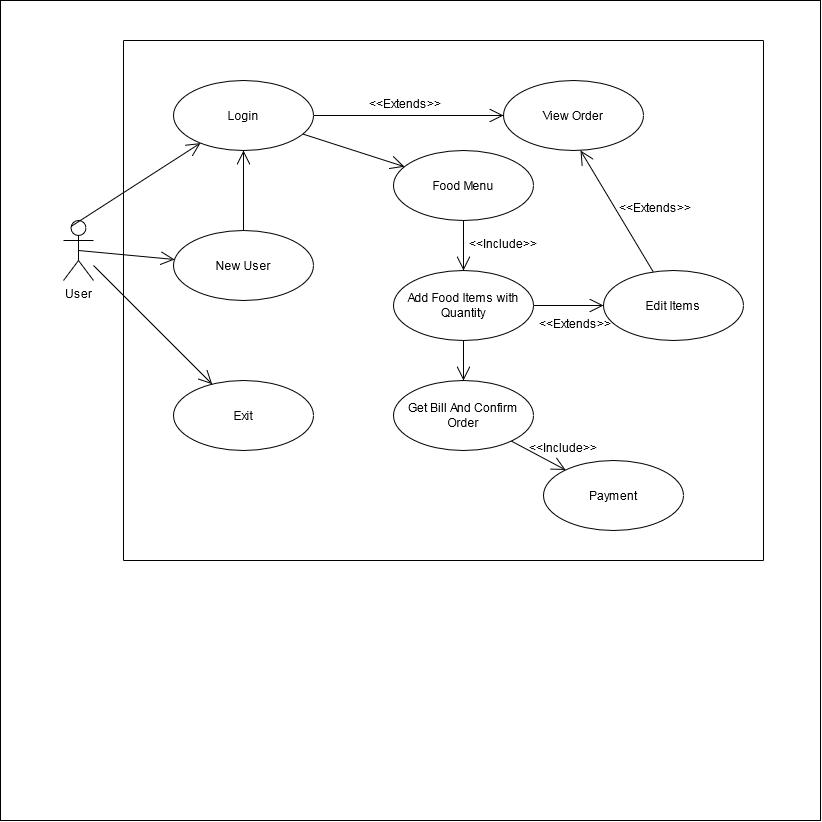 <<Extends>>
Login
View Order
Food Menu
<<Extends>>
<<Include>>
New User
User
Add Food Items with
Quantity
Edit Items
<<Extends>>
Get Bill And Confirm
Order
Exit
<<Include>>
Payment